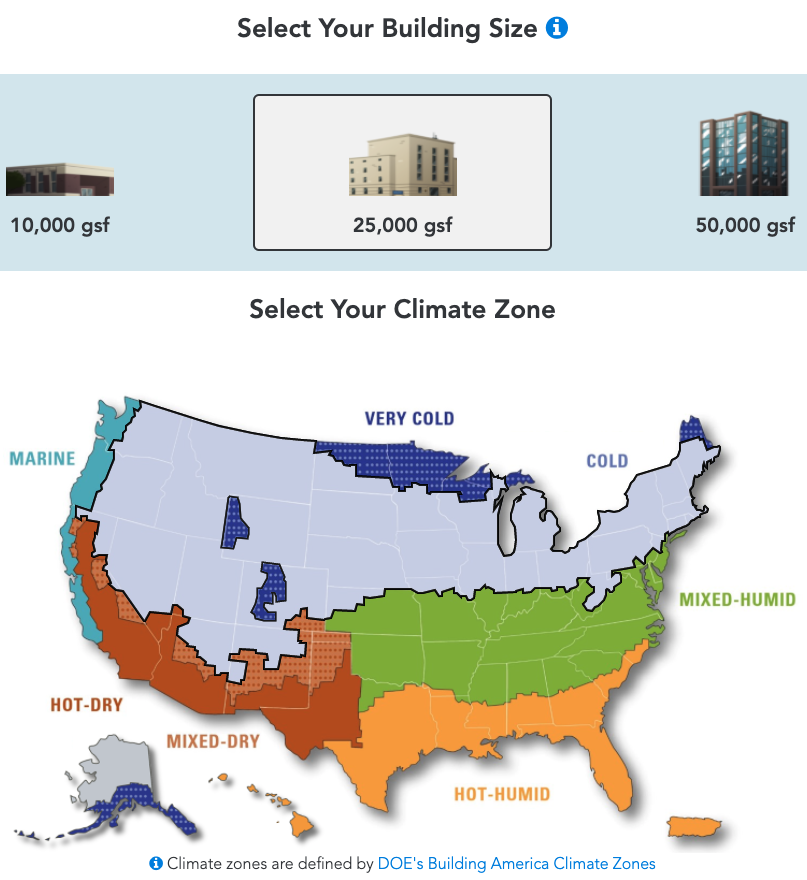 Select Your Building Size
10,000 gsf
25,000 gsf
50,000 gsf
Select Your Climate Zone
VERY COLD
MARINE
COLD
MIXED-HUMID
HOT-DRY
MIXED-DRY
HOT-HUMID
Climate zones are defined by DOE's Building America Climate Zones